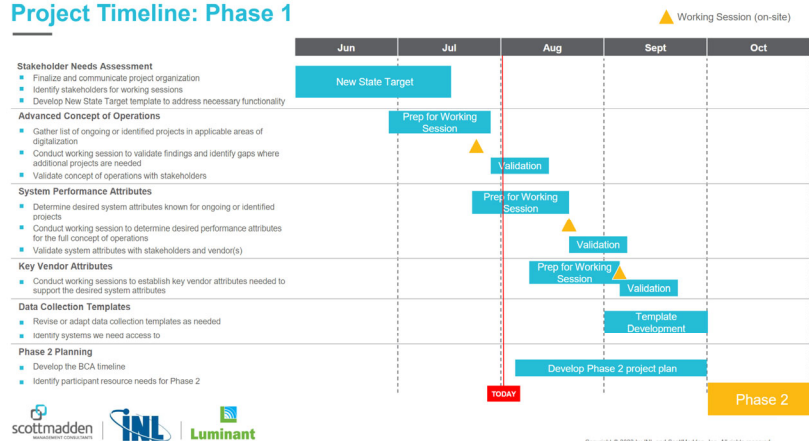 Project Timeline: Phase 1
Working Session (on-site)
Jun
Jul
Aug
Sept
Oct
Stakeholder Needs Assessment
Finalize and communicate project organization
Identify stakeholders for working sessions
Develop New State Target template to address necessary functionality
New State Target
Advanced Concept of Operations
Gather list of ongoing or identified projects in applicable areas of
digitalization
Conduct working session to validate findings and identify gaps where
additional projects are needed
Validate concept of operations with stakeholders
Prep for Working
Session
Validation
System Performance Attributes
Determine desired system attributes known for ongoing or identified
projects
Conduct working session to determine desired performance attributes
for the full concept of operations
Validate system attributes with stakeholders and vendor(s)
Prep for Working
Session
Validation
Key Vendor Attributes
Conduct working sessions to establish key vendor attributes needed to
support the desired system attributes
Prep for Working
Session
Validation
Data Collection Templates
Revise or adapt data collection templates as needed
Identify systems we need access to
Template
Development
Phase 2 Planning
Develop the BCA timeline
Identify participant resource needs for Phase 2
Develop Phase 2 project plan
TODAY
Phase 2
scottmadden
MANAGEMENT CONSULTANTS
INL
Luminant